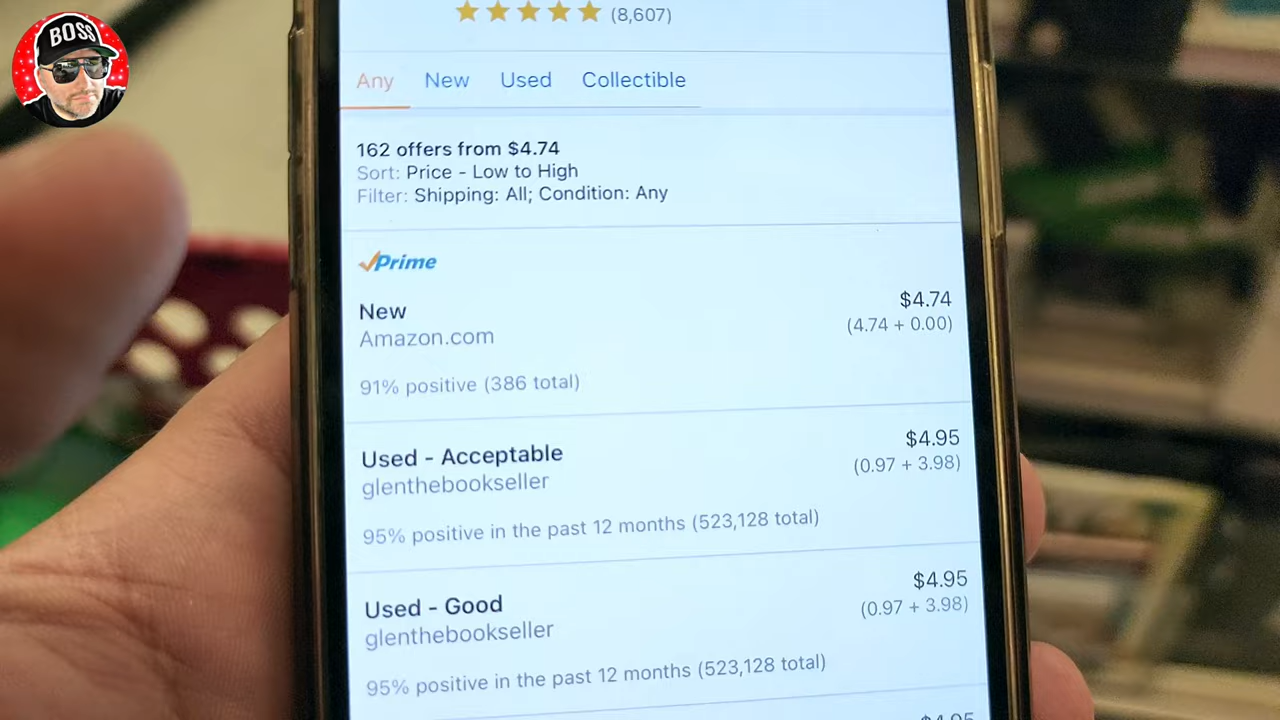 BOSS
(8,607)
Any New Used Collectible
162 offers from $4.74
Sort: Price - Low to High
Filter: Shipping: All; Condition: Any
Prime
New
$4.74
Amazon.com
(4.74 + 0.00)
91% positive (386 total)
Used - Acceptable
$4.95
glenthebookseller
(0.97 + 3.98)
95% positive in the past 12 months (523,128 total)
Used - Good
$4.95
glenthebookseller
(0.97 + 3.98)
95% positive in the past 12 months (523,128 total)
$4.95